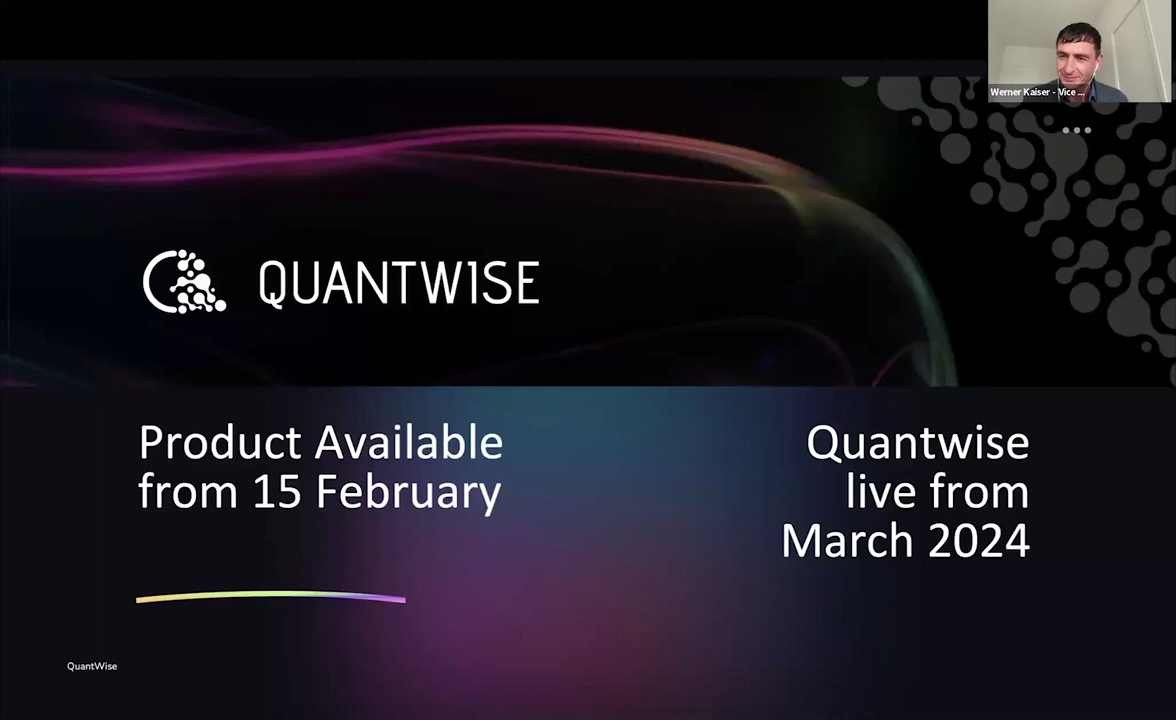 Werner Kaiser - Vice ...
QUANTWISE
Product Available
from 15 February
Quantwise
live from
March 2024
QuantWise